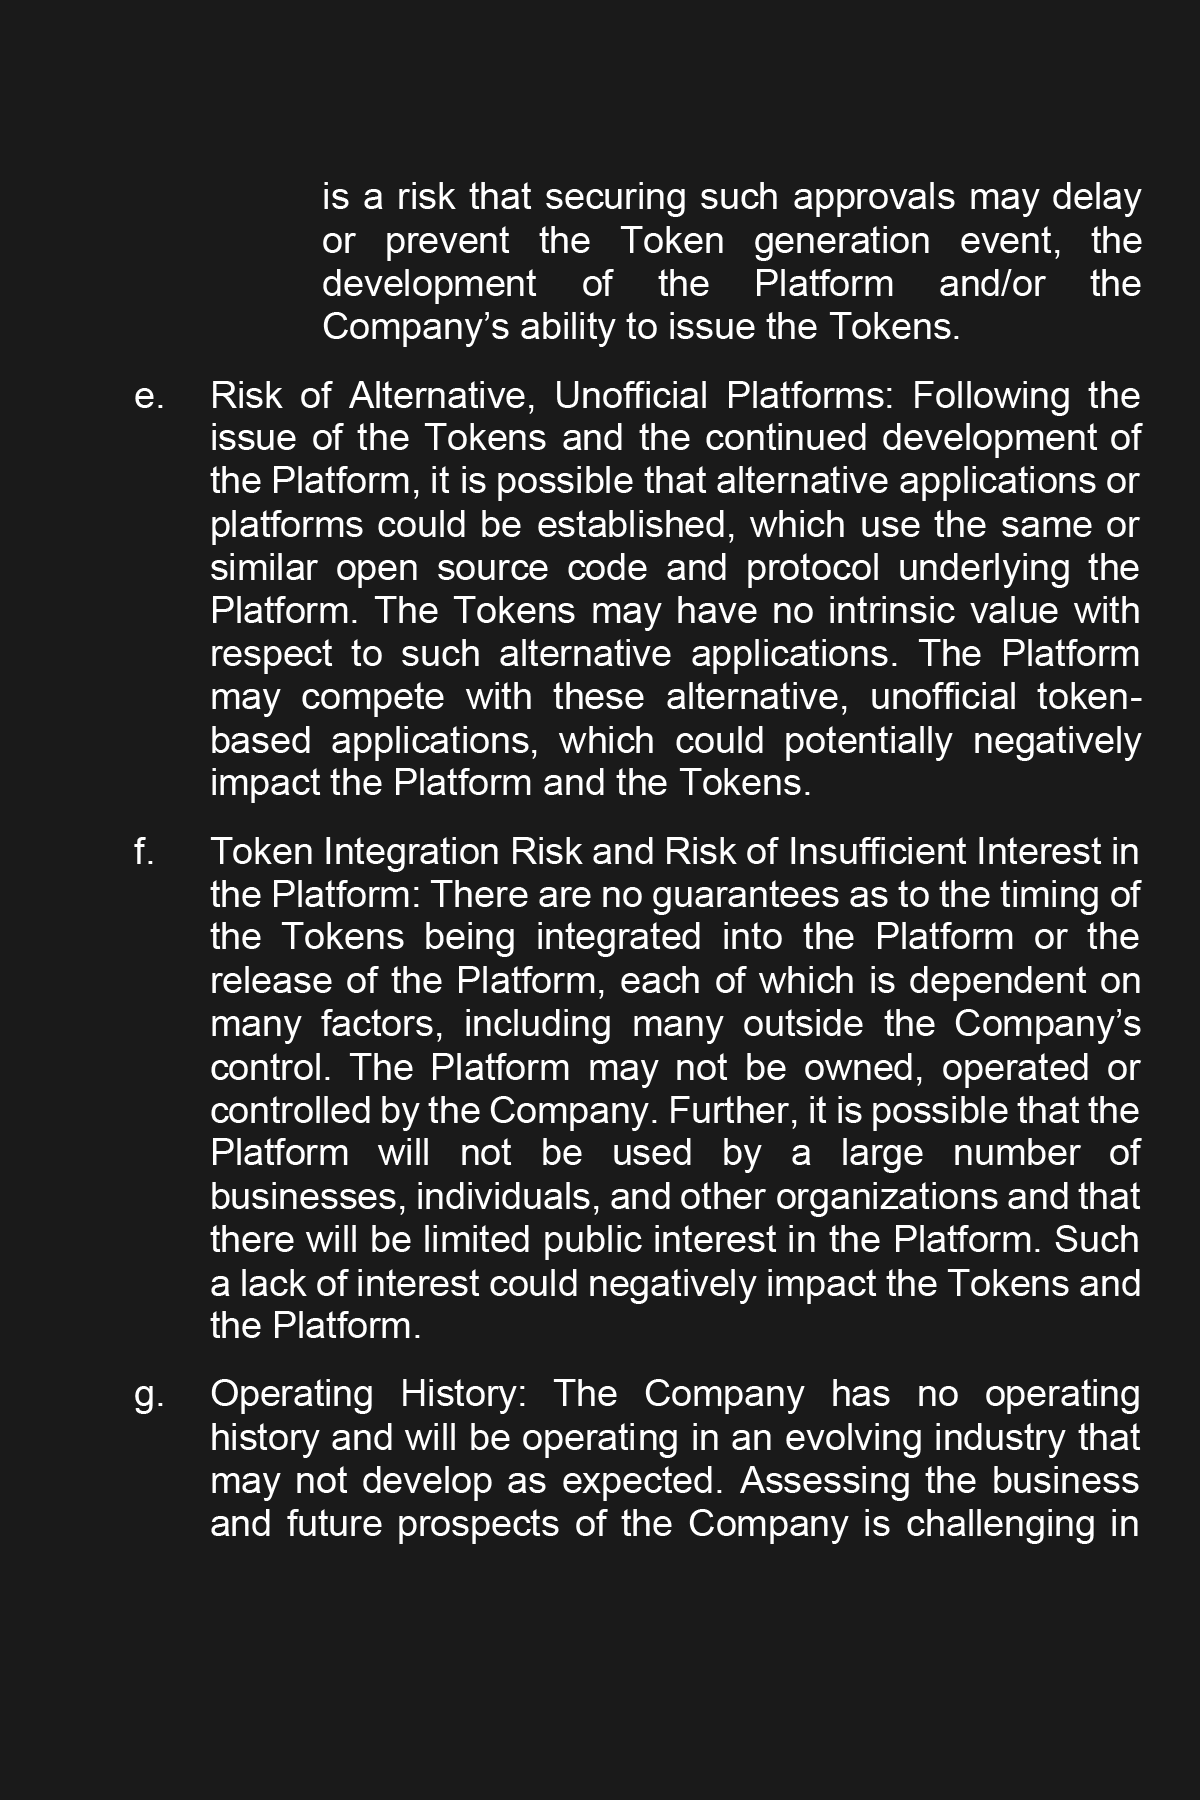 is a risk that securing such approvals may delay
or prevent the Token generation event, the
development of the Platform and/or the
Company’s ability to issue the Tokens.
e. Risk of Alternative, Unofficial Platforms: Following the
issue of the Tokens and the continued development of
the Platform, it is possible that alternative applications or
platforms could be established, which use the same or
similar open source code and protocol underlying the
Platform. The Tokens may have no intrinsic value with
respect to such alternative applications. The Platform
may compete with these alternative, unofficial token-
based applications, which could potentially negatively
impact the Platform and the Tokens.
f. Token Integration Risk and Risk of Insufficient Interest in
the Platform: There are no guarantees as to the timing of
the Tokens being integrated into the Platform or the
release of the Platform, each of which is dependent on
many factors, including many outside the Company’s
control. The Platform may not be owned, operated or
controlled by the Company. Further, it is possible that the
Platform will not be used by a large number of
businesses, individuals, and other organizations and that
there will be limited public interest in the Platform. Such
a lack of interest could negatively impact the Tokens and
the Platform.
g. Operating History: The Company has no operating
history and will be operating in an evolving industry that
may not develop as expected. Assessing the business
and future prospects of the Company is challenging in